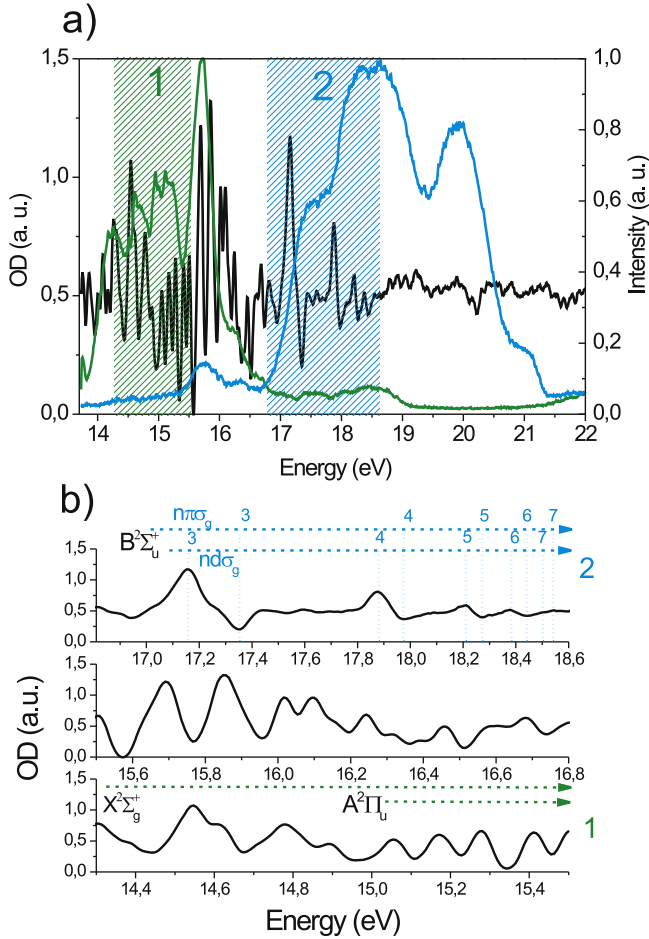 a)
1,5
1,0
0,5
0,0
OD (a. u.)
1
2
1,0
0,8
0,6
0,4
0,2
0,0
Intensity (a. u.)
14 15 16 17 18 19 20 21 22
Energy (eV)
b)
nπσg 3 4 5 6 7
B²Σu⁺ 3 4 5 6 7
ndσg
2
1,5
1,0
0,5
0,0
17,0 17,2 17,4 17,6 17,8 18,0 18,2 18,4 18,6
1,5
1,0
0,5
0,0
15,6 15,8 16,0 16,2 16,4 16,6 16,8
OD (a.u.)
X²Σg⁺ A²Πu
1
1,5
1,0
0,5
0,0
14,4 14,6 14,8 15,0 15,2 15,4
Energy (eV)